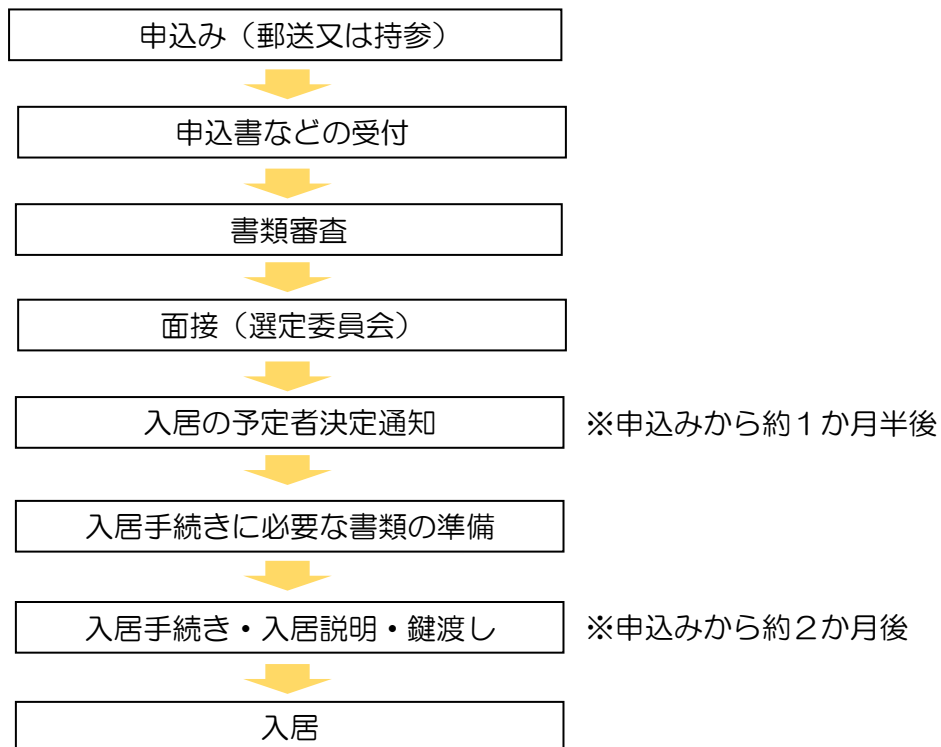 申込み（郵送又は持参）
申込書などの受付
書類審査
面接（選定委員会）
入居の予定者決定通知　※申込みから約１か月半後
入居手続きに必要な書類の準備
入居手続き・入居説明・鍵渡し　※申込みから約２か月後
入居